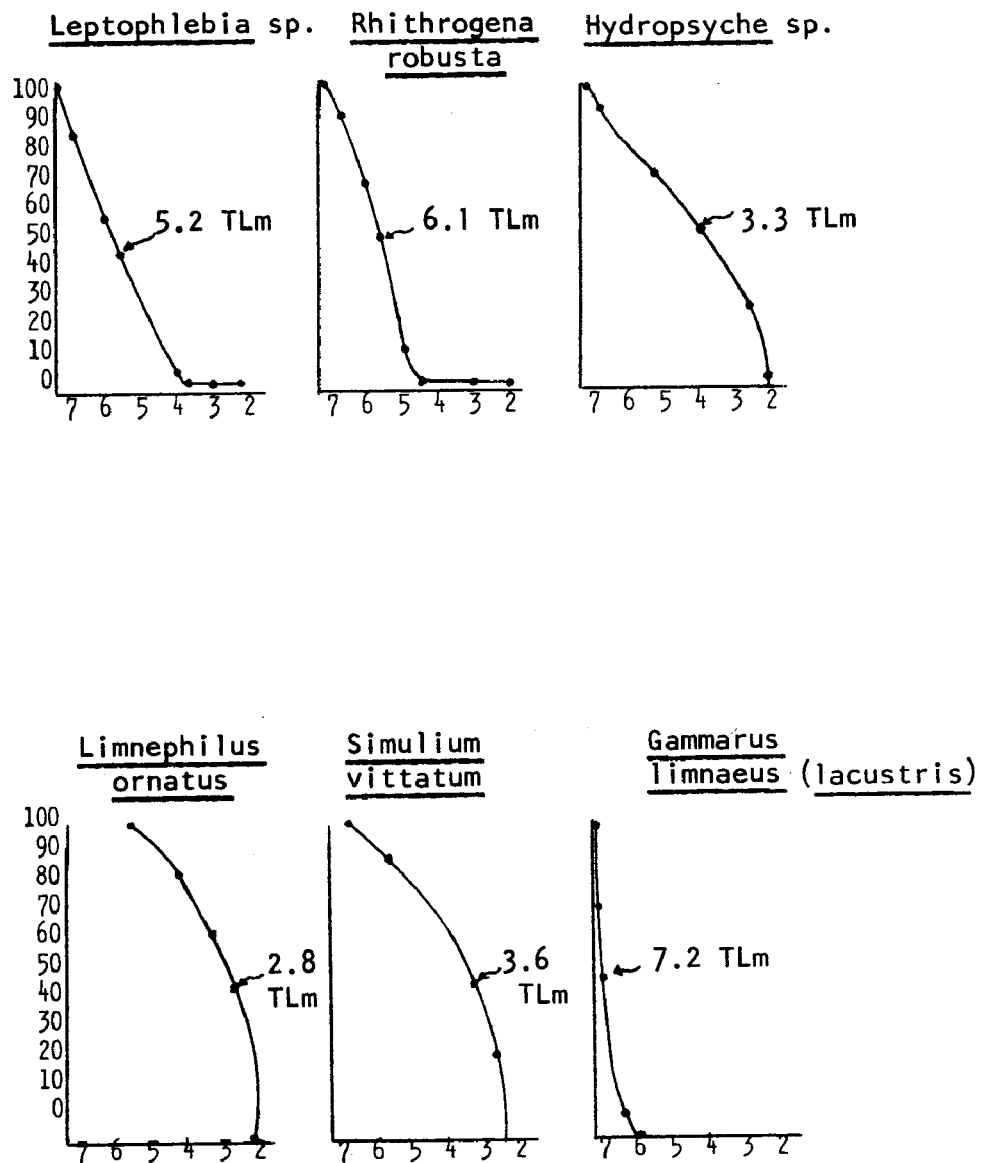 Leptophlebia sp.
Rhithrogena
robusta
Hydropsyche sp.
100
90
80
70
60
50
40
30
20
10
0
5.2 TLm
6.1 TLm
3.3 TLm
7 6 5 4 3 2
7 6 5 4 3 2
7 6 5 4 3 2
Limnephilus
ornatus
Simulium
vittatum
Gammarus
limnaeus (lacustris)
100
90
80
70
60
50
40
30
20
10
0
2.8
TLm
3.6
TLm
7.2 TLm
7 6 5 4 3 2
7 6 5 4 3 2
7 6 5 4 3 2